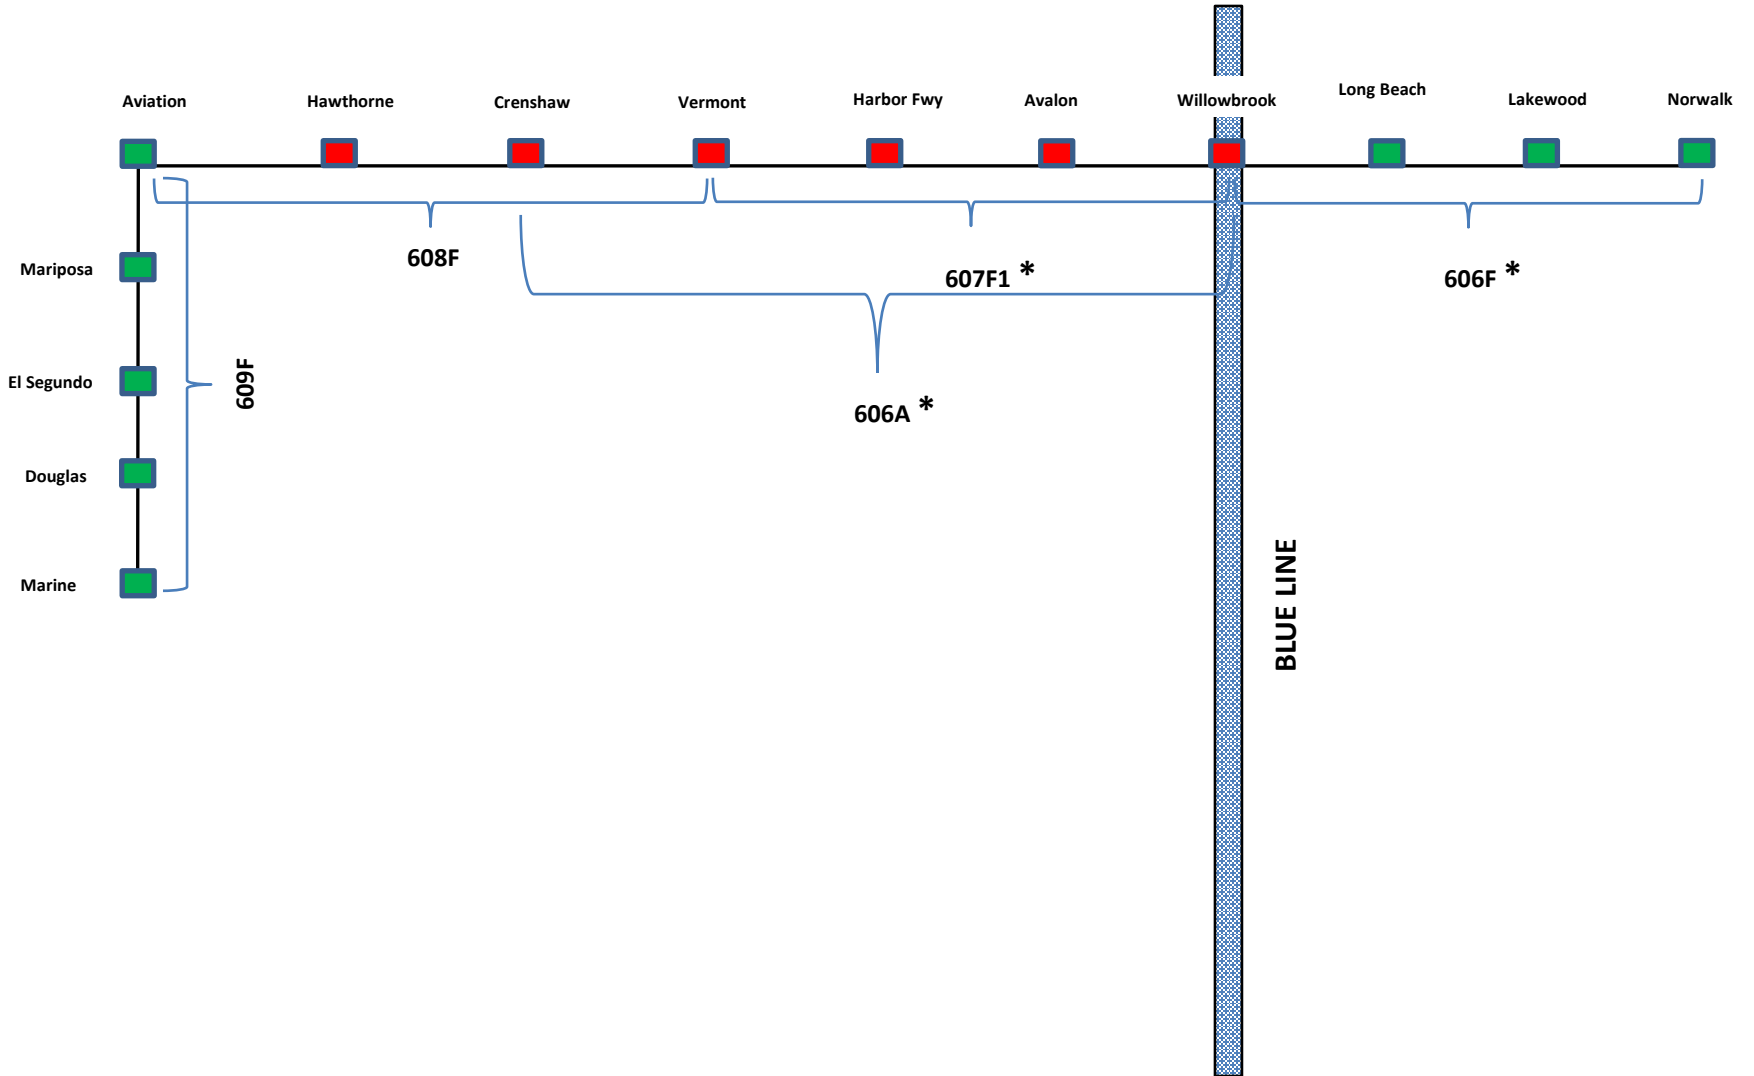 Aviation
Hawthorne
Crenshaw
Vermont
Harbor Fwy
Avalon
Willowbrook
Long Beach
Lakewood
Norwalk
608F
607F1 *
606F *
Mariposa
El Segundo
609F
606A *
Douglas
Marine
BLUE LINE